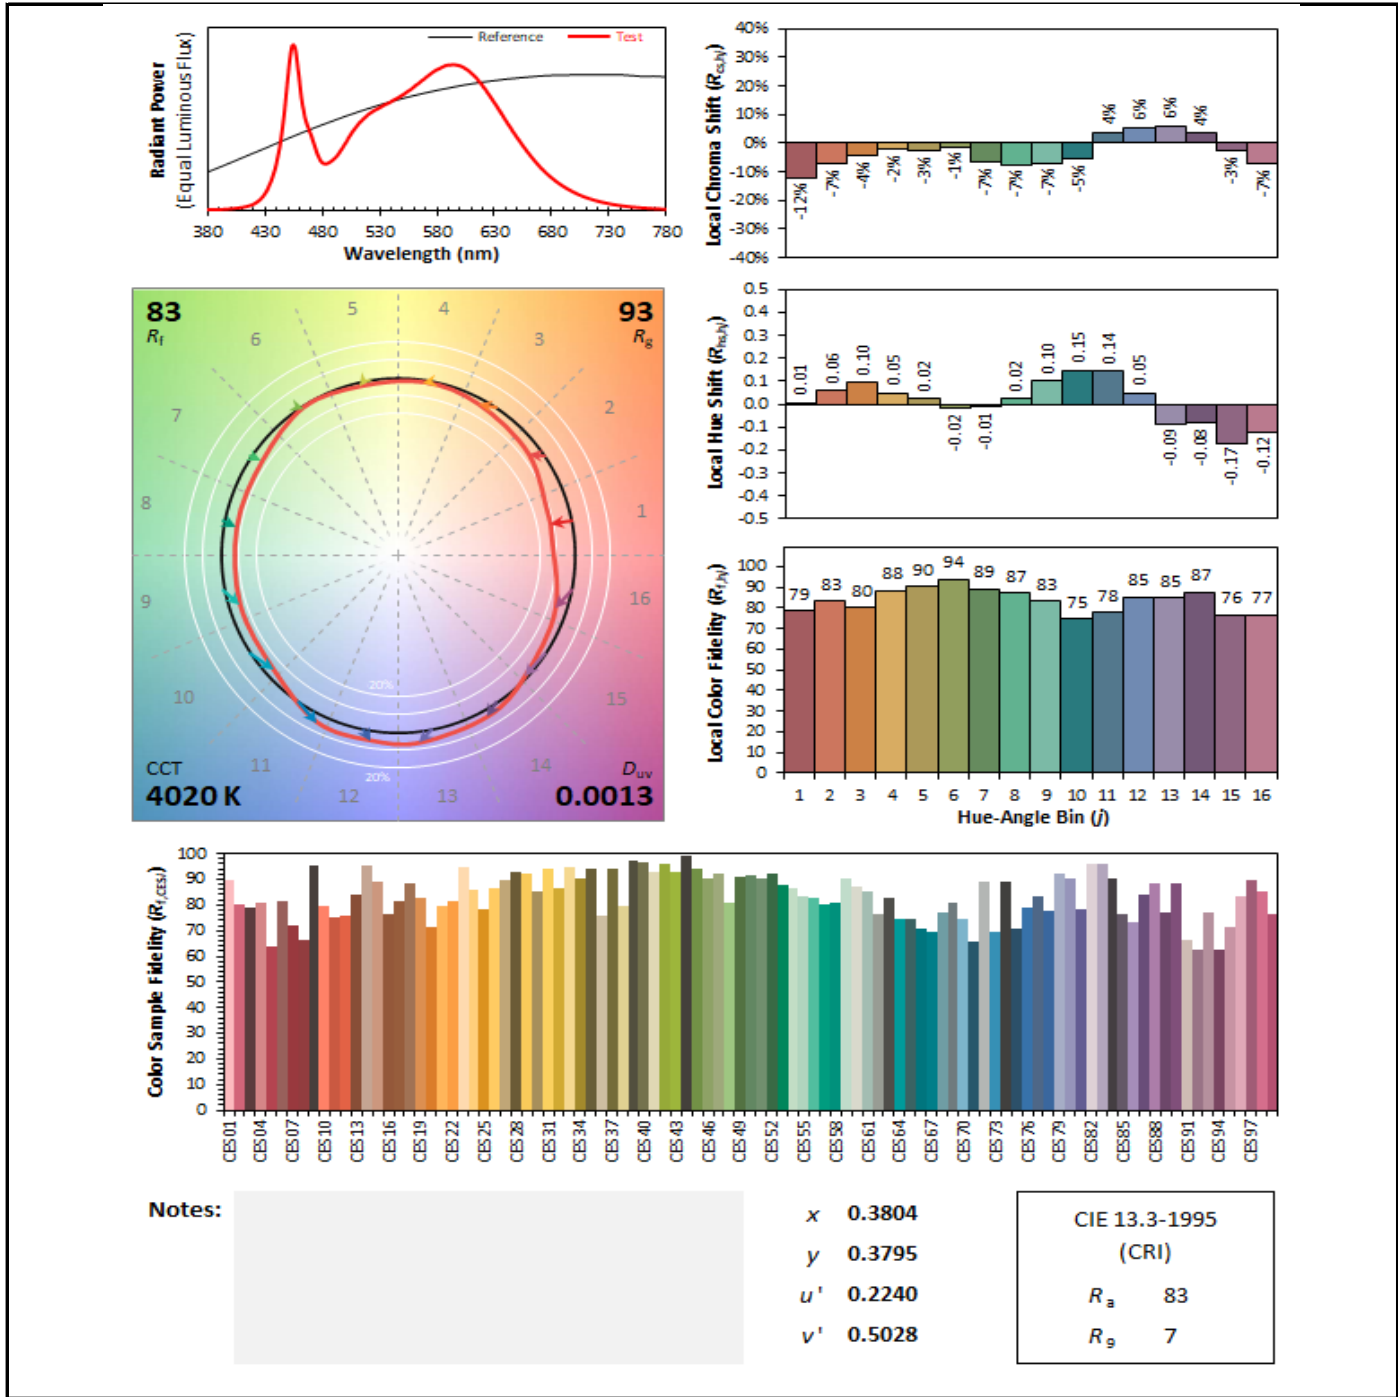 Radiant Power
(Equal Luminous Flux)
Reference
Test
380 430 480 530 580 630 680 730 780
Wavelength (nm)
Local Chroma Shift (Rcs,hj)
40%
30%
20%
10%
0%
-10%
-20%
-30%
-40%
-12% -7% -4% -2% -3% -1% -7% -7% -7% -5% 4% 6% 6% 4% -3% -7%
83
Rf
93
Rg
5 4
6 3
7 2
8 1
9 16
10 15
11 14
12 13
20%
20%
CCT
4020 K
Duv
0.0013
Local Hue Shift (Rhs,hj)
0.5
0.4
0.3
0.2
0.1
0.0
-0.1
-0.2
-0.3
-0.4
-0.5
0.01 0.06 0.10 0.05 0.02 -0.02 -0.01 0.02 0.10 0.15 0.14 0.05 -0.09 -0.08 -0.17 -0.12
Local Color Fidelity (Rf,hj)
100
90
80
70
60
50
40
30
20
10
0
79 83 80 88 90 94 89 87 83 75 78 85 85 87 76 77
1 2 3 4 5 6 7 8 9 10 11 12 13 14 15 16
Hue-Angle Bin (j)
Color Sample Fidelity (Rf,CESi)
100
90
80
70
60
50
40
30
20
10
0
CES01 CES04 CES07 CES10 CES13 CES16 CES19 CES22 CES25 CES28 CES31 CES34 CES37 CES40 CES43 CES46 CES49 CES52 CES55 CES58 CES61 CES64 CES67 CES70 CES73 CES76 CES79 CES82 CES85 CES88 CES91 CES94 CES97
Notes:
x 0.3804
y 0.3795
u' 0.2240
v' 0.5028
CIE 13.3-1995
(CRI)
Ra 83
R9 7